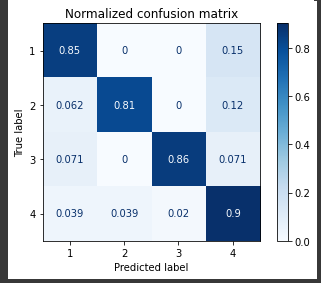 Normalized confusion matrix
True label
1 0.85 0 0 0.15
2 0.062 0.81 0 0.12
3 0.071 0 0.86 0.071
4 0.039 0.039 0.02 0.9
1 2 3 4
Predicted label
0.8
0.6
0.4
0.2
0.0